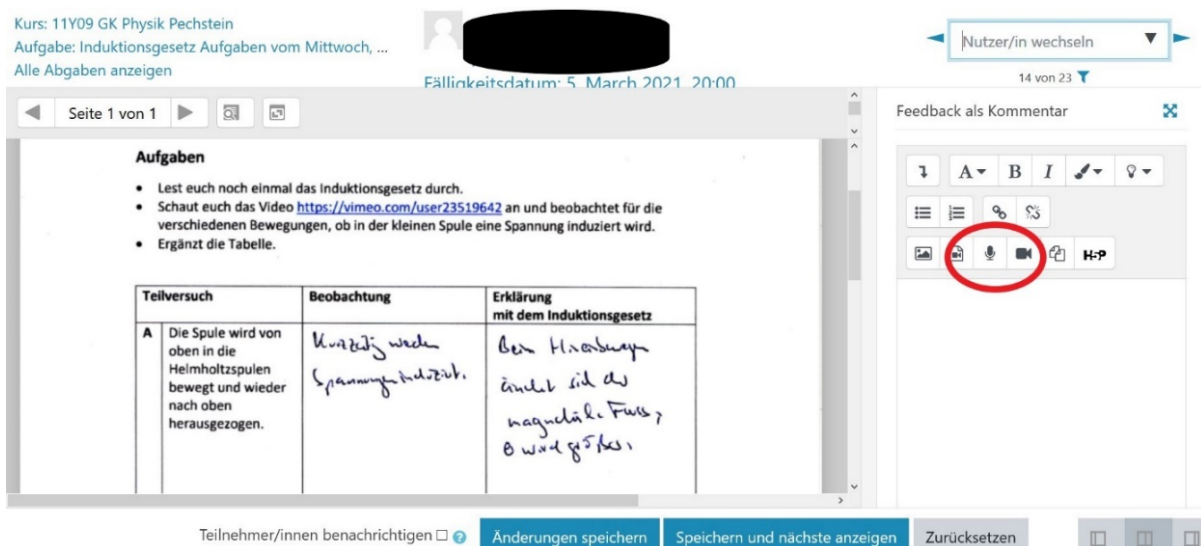 Kurs: 11Y09 GK Physik Pechstein
Aufgabe: Induktionsgesetz Aufgaben vom Mittwoch, ...
Alle Abgaben anzeigen
Fälligkeitsdatum: 5. March 2021, 20:00
Nutzer/in wechseln
14 von 23
Seite 1 von 1
Feedback als Kommentar
Aufgaben
• Lest euch noch einmal das Induktionsgesetz durch.
• Schaut euch das Video https://vimeo.com/user23519642 an und beobachtet für die
verschiedenen Bewegungen, ob in der kleinen Spule eine Spannung induziert wird.
• Ergänzt die Tabelle.
Teilversuch
Beobachtung
Erklärung
mit dem Induktionsgesetz
A Die Spule wird von
oben in die
Helmholtzspulen
bewegt und wieder
nach oben
herausgezogen.
Kurzzeitig werden
Spannungen induziert.
Beim Hineinbewegen
ändert sich der
magnetische Fluss,
wird größer.
A B I
H-P
Teilnehmer/innen benachrichtigen
Änderungen speichern
Speichern und nächste anzeigen
Zurücksetzen